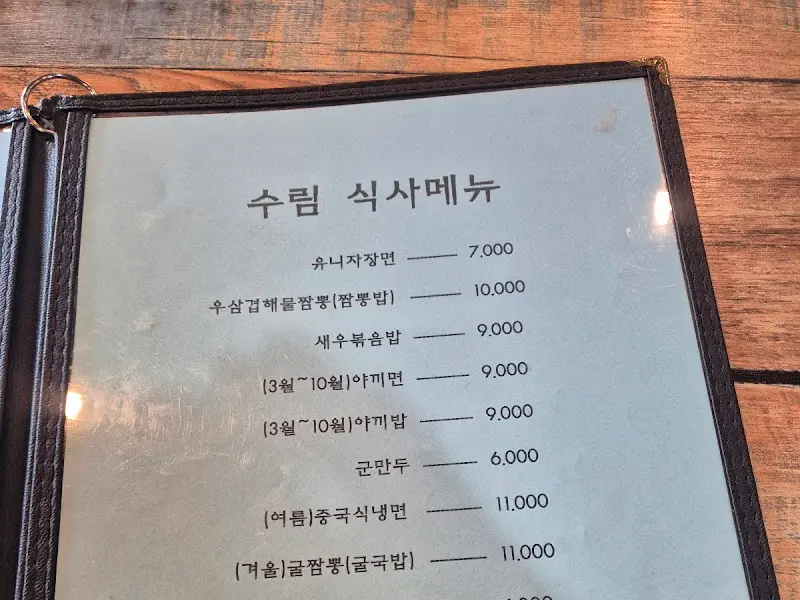 수림 식사메뉴
유니자장면 7,000
우삼겹해물짬뽕(짬뽕밥) 10,000
새우볶음밥 9,000
(3월~10월)야끼면 9,000
(3월~10월)야끼밥 9,000
군만두 6,000
(여름)중국식냉면 11,000
(겨울)굴짬뽕(굴국밥) 11,000